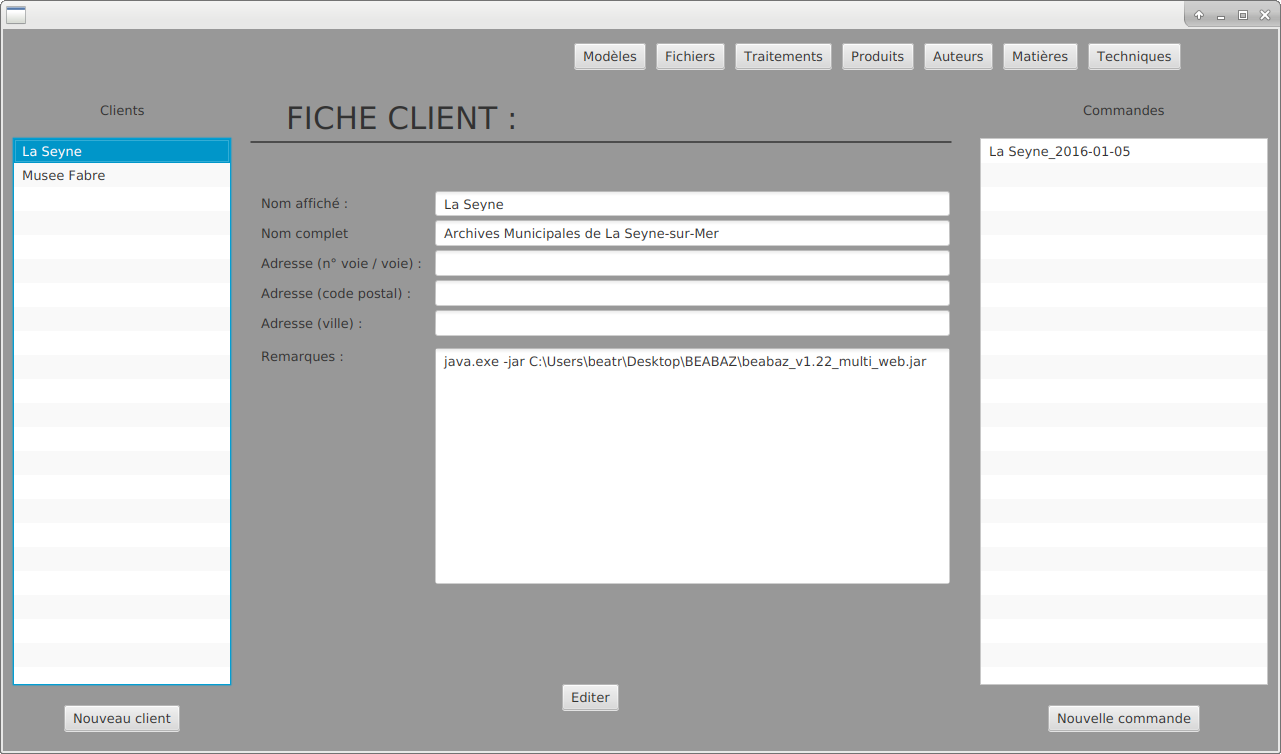 Modèles Fichiers Traitements Produits Auteurs Matières Techniques
Clients
La Seyne
Musee Fabre
Nouveau client
FICHE CLIENT :
Nom affiché : La Seyne
Nom complet Archives Municipales de La Seyne-sur-Mer
Adresse (n° voie / voie) :
Adresse (code postal) :
Adresse (ville) :
Remarques : java.exe -jar C:\Users\beatr\Desktop\BEABAZ\beabaz_v1.22_multi_web.jar
Editer
Commandes
La Seyne_2016-01-05
Nouvelle commande